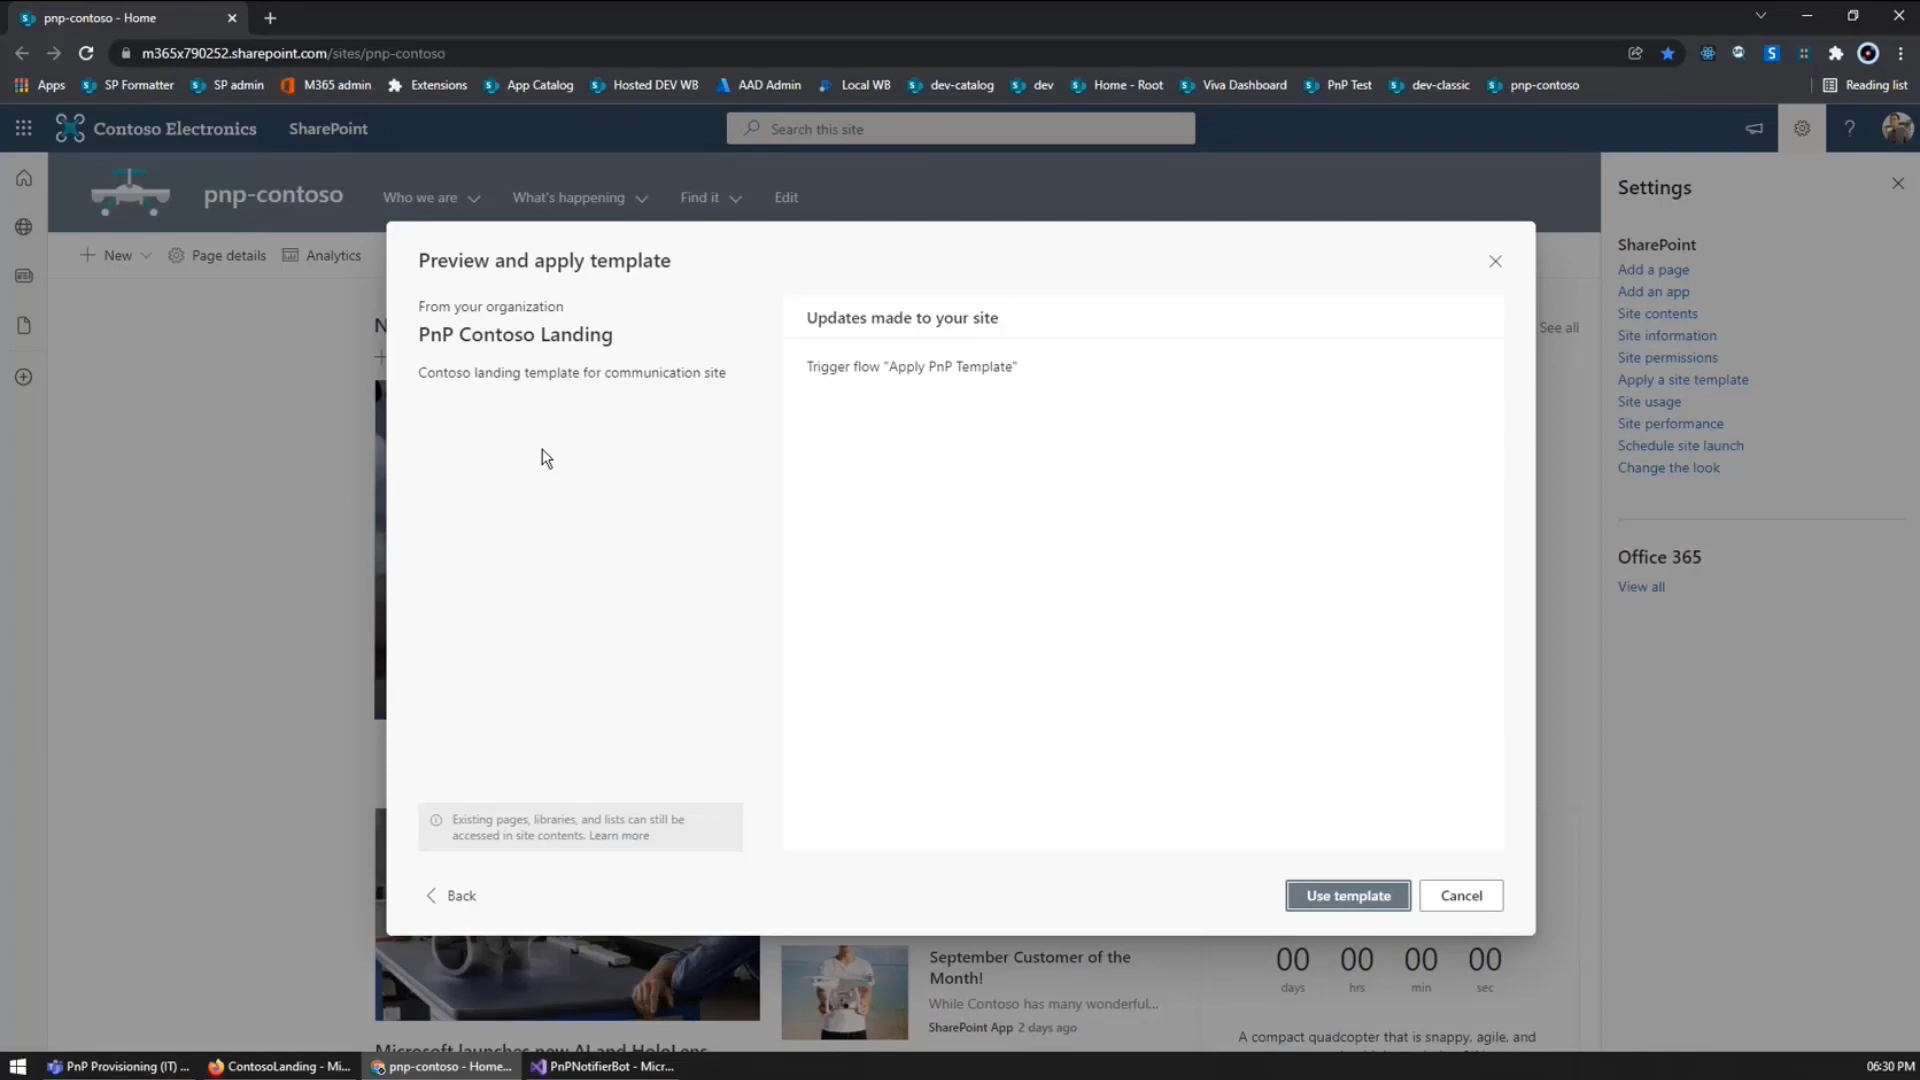 pnp-contoso - Home
m365x790252.sharepoint.com/sites/pnp-contoso
Apps
SP Formatter
SP admin
M365 admin
Extensions
App Catalog
Hosted DEV WB
AAD Admin
Local WB
dev-catalog
dev
Home - Root
Viva Dashboard
PnP Test
dev-classic
pnp-contoso
Reading list
Contoso Electronics
SharePoint
Search this site
pnp-contoso
Who we are
What's happening
Find it
Edit
New
Page details
Analytics
See all
Preview and apply template
From your organization
PnP Contoso Landing
Contoso landing template for communication site
Updates made to your site
Trigger flow "Apply PnP Template"
Existing pages, libraries, and lists can still be
accessed in site contents. Learn more
Back
Use template
Cancel
Settings
SharePoint
Add a page
Add an app
Site contents
Site information
Site permissions
Apply a site template
Site usage
Site performance
Schedule site launch
Change the look
Office 365
View all
September Customer of the
Month!
While Contoso has many wonderful...
SharePoint App 2 days ago
00 00 00 00
days hrs min sec
A compact quadcopter that is snappy, agile, and
Microsoft launches new AI and HoloLens
PnP Provisioning (IT) ...
ContosoLanding - Mi...
pnp-contoso - Home...
PnPNotifierBot - Micr...
06:30 PM